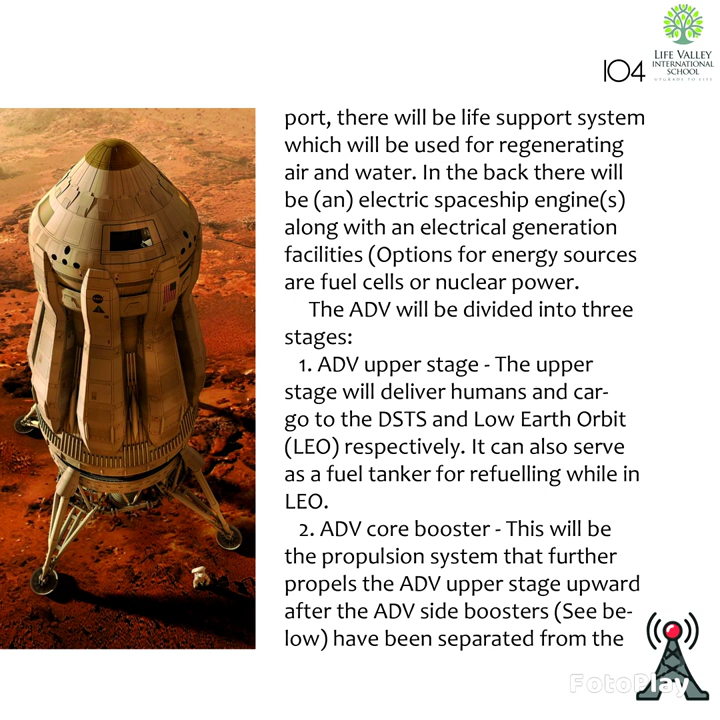 104
LIFE VALLEY
INTERNATIONAL
SCHOOL
UPGRADE TO LIFE
port, there will be life support system
which will be used for regenerating
air and water. In the back there will
be (an) electric spaceship engine(s)
along with an electrical generation
facilities (Options for energy sources
are fuel cells or nuclear power.
The ADV will be divided into three
stages:
1. ADV upper stage - The upper
stage will deliver humans and car-
go to the DSTS and Low Earth Orbit
(LEO) respectively. It can also serve
as a fuel tanker for refuelling while in
LEO.
2. ADV core booster - This will be
the propulsion system that further
propels the ADV upper stage upward
after the ADV side boosters (See be-
low) have been separated from the
FotoPlay